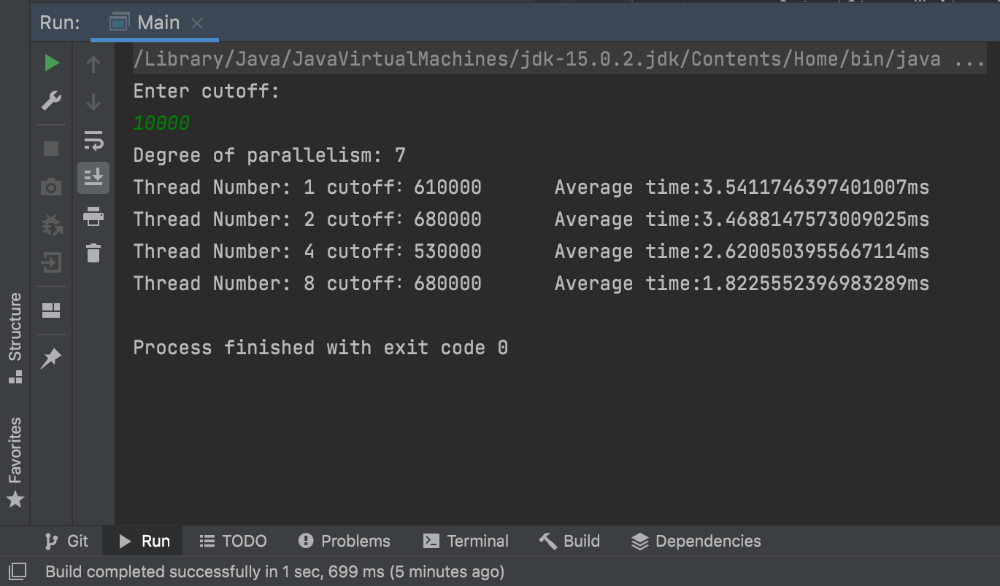 Run: Main
/Library/Java/JavaVirtualMachines/jdk-15.0.2.jdk/Contents/Home/bin/java ...
Enter cutoff:
10000
Degree of parallelism: 7
Thread Number: 1 cutoff: 610000 Average time:3.5411746397401007ms
Thread Number: 2 cutoff: 680000 Average time:3.4688147573009025ms
Thread Number: 4 cutoff: 530000 Average time:2.6200503955667114ms
Thread Number: 8 cutoff: 680000 Average time:1.8225552396983289ms
Process finished with exit code 0
Structure
Favorites
Git Run TODO Problems Terminal Build Dependencies
Build completed successfully in 1 sec, 699 ms (5 minutes ago)